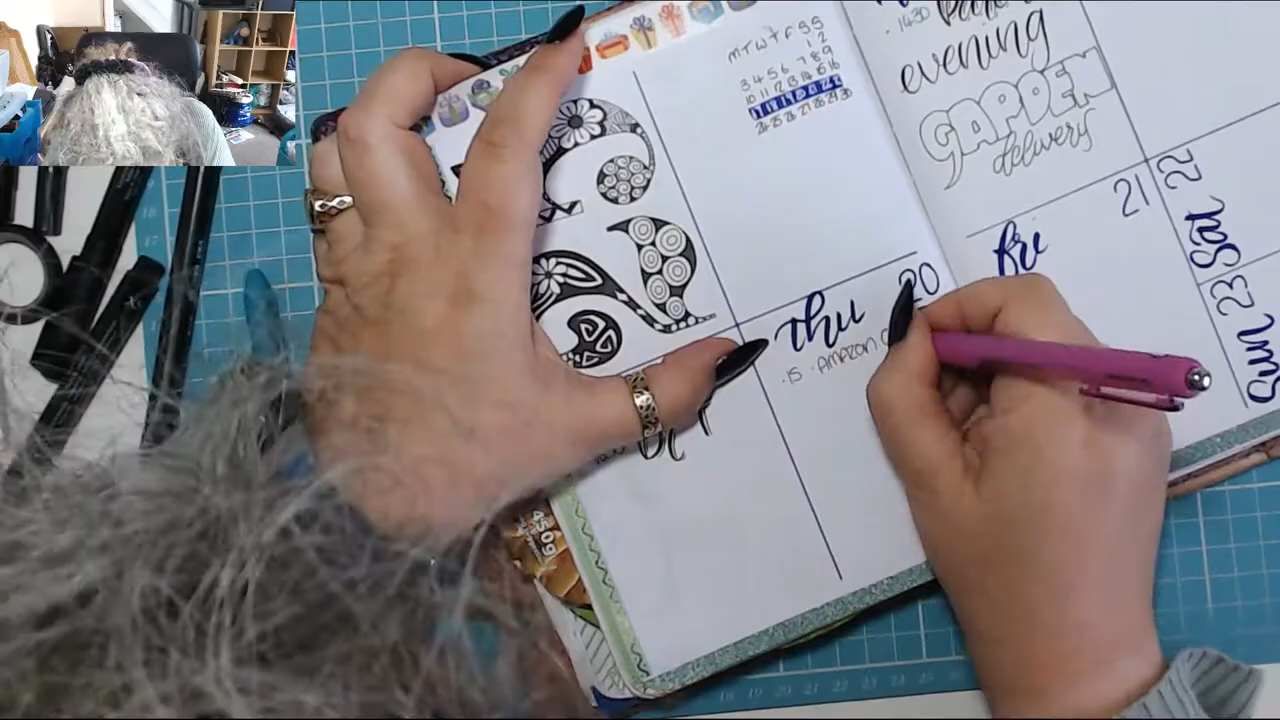 M T W T F S S
1 2
3 4 5 6 7 8 9
10 11 12 13 14 15 16
17 18 19 20 21 22 23
24 25 26 27 28 29 30
Thu 20
.15 .AMAZON
.1430
evening
GARDEN
delivery
fri 21
Sat 22
Sun 23
450g